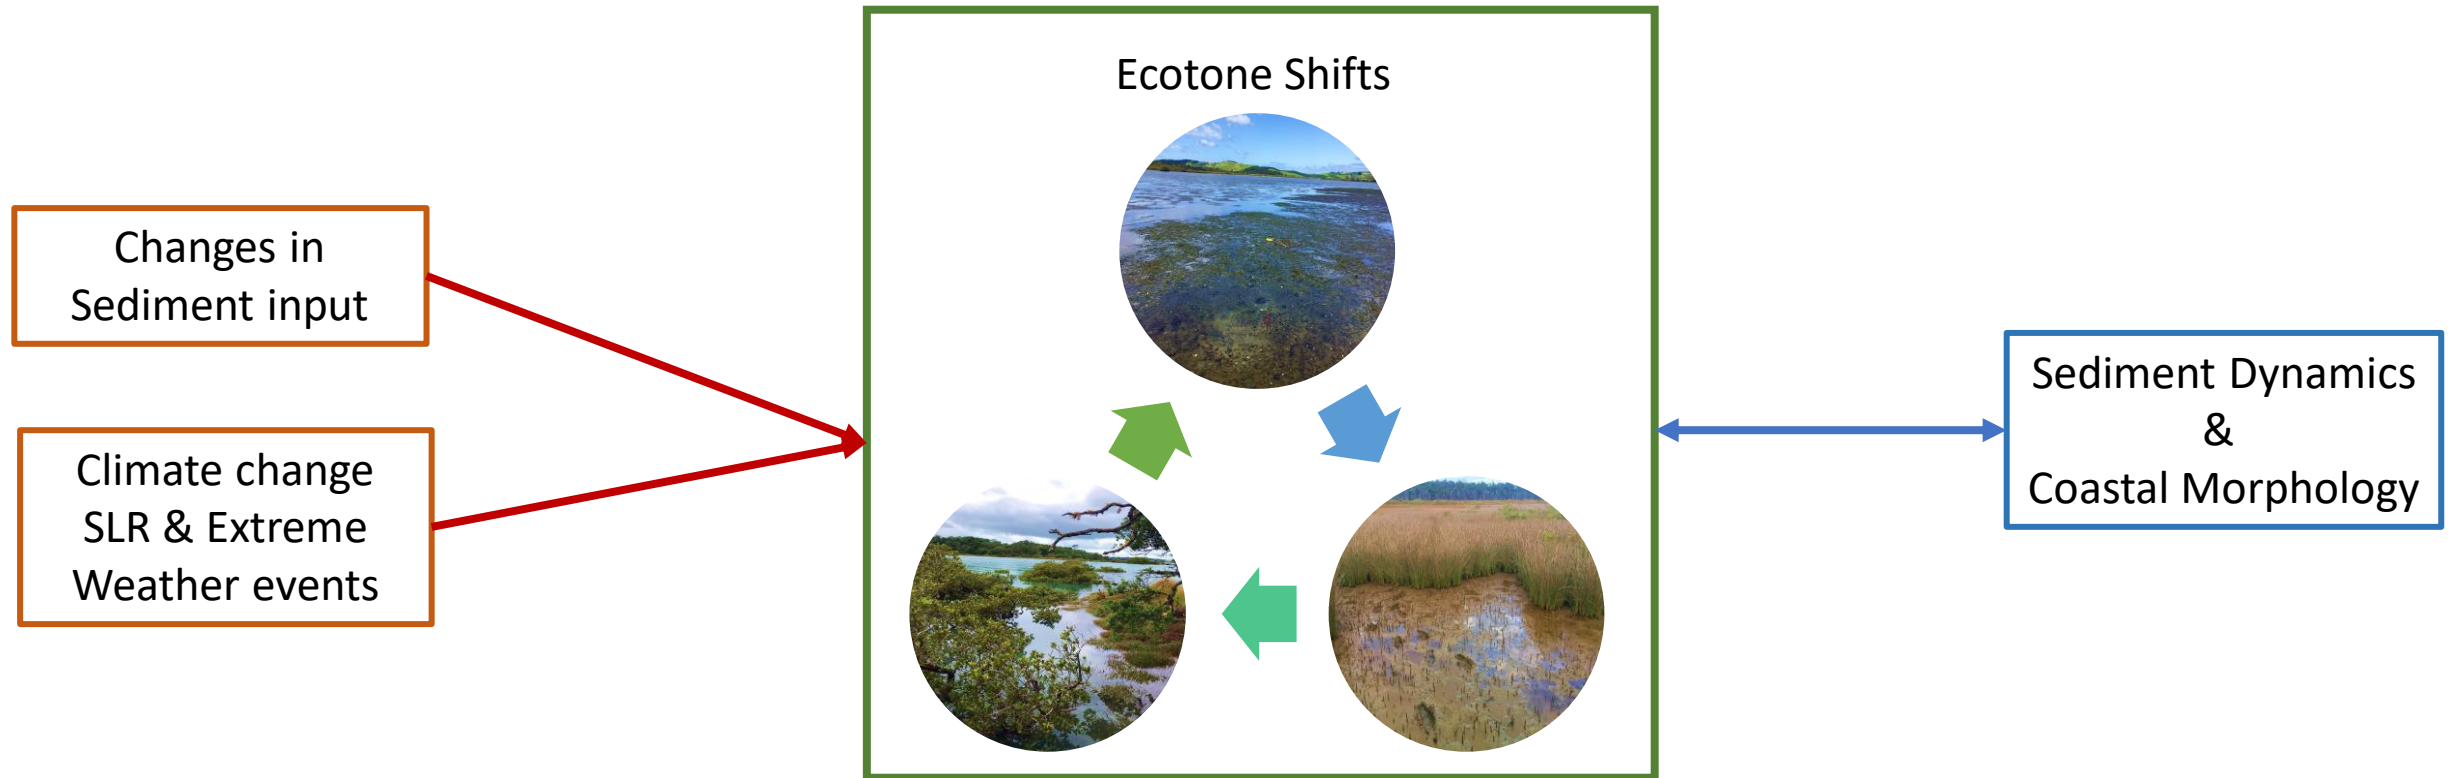 Ecotone Shifts
Changes in
Sediment input
Climate change
SLR & Extreme
Weather events
Sediment Dynamics
&
Coastal Morphology